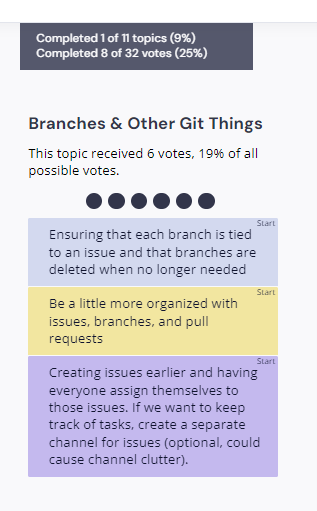 Completed 1 of 11 topics (9%)
Completed 8 of 32 votes (25%)
Branches & Other Git Things
This topic received 6 votes, 19% of all
possible votes.
Start
Ensuring that each branch is tied
to an issue and that branches are
deleted when no longer needed
Start
Be a little more organized with
issues, branches, and pull
requests
Start
Creating issues earlier and having
everyone assign themselves to
those issues. If we want to keep
track of tasks, create a separate
channel for issues (optional, could
cause channel clutter).